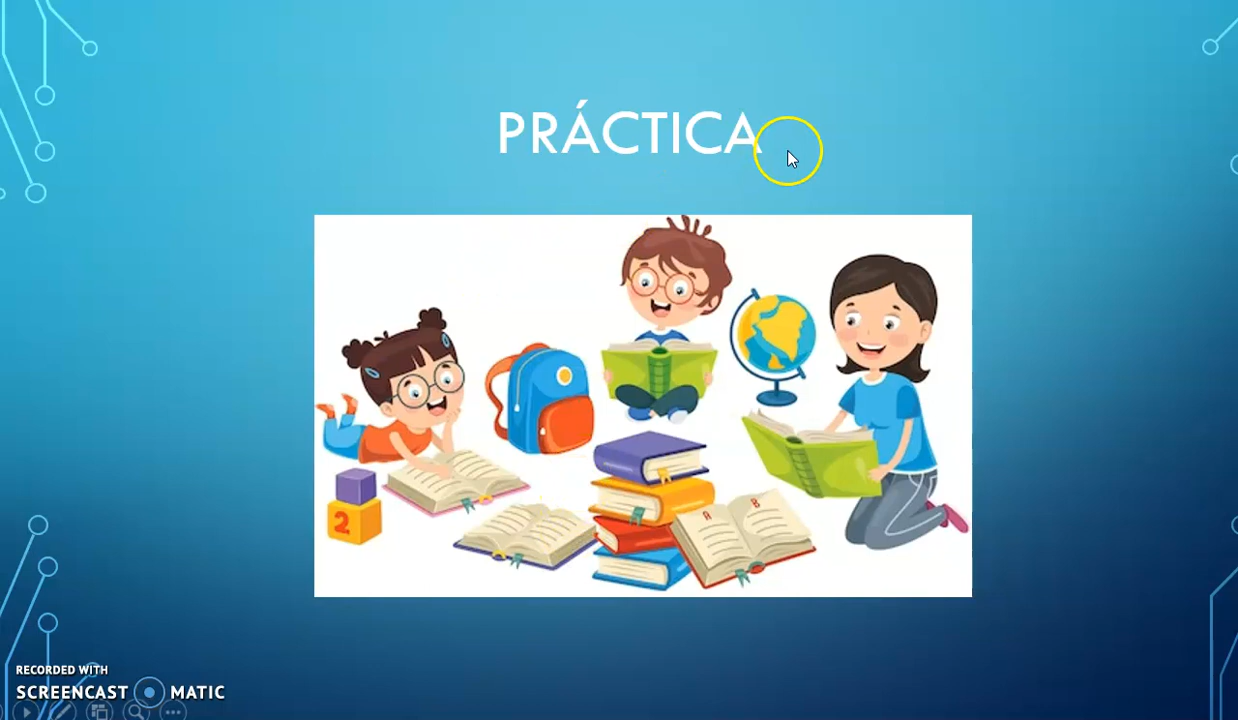 PRÁCTICA
2
A B
RECORDED WITH
SCREENCAST MATIC